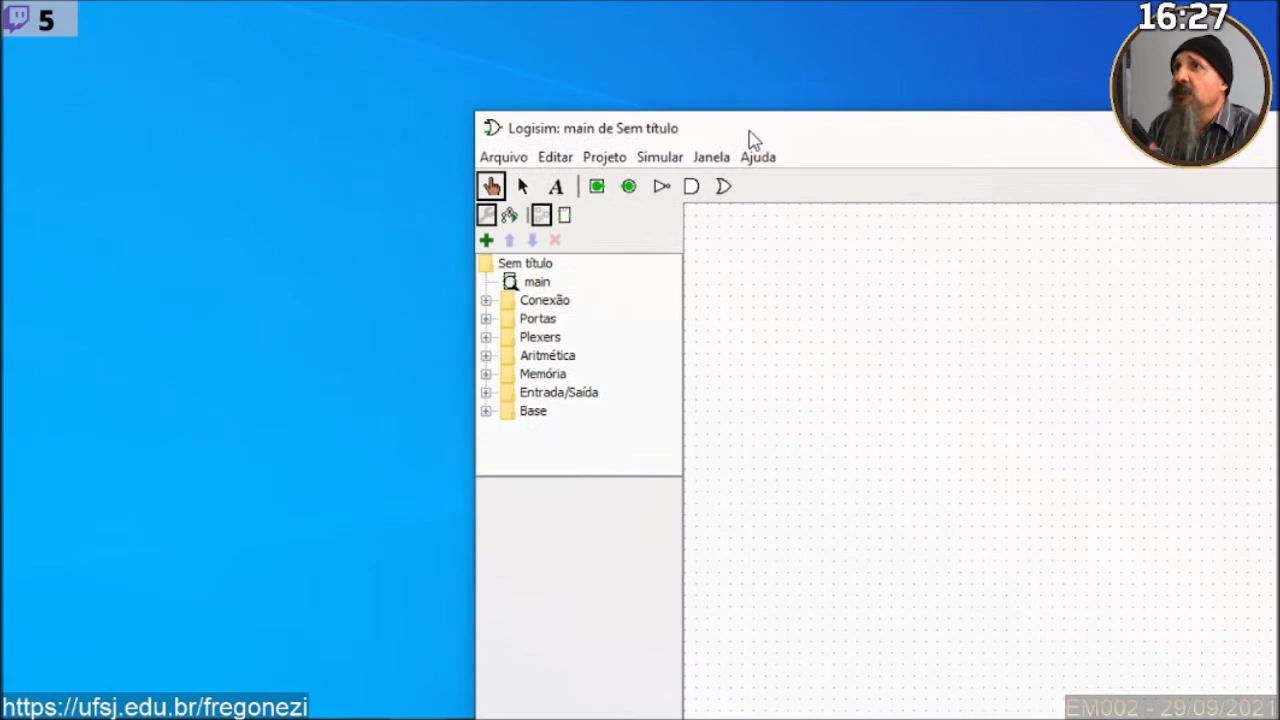 5
16:27
Logisim: main de Sem título
Arquivo Editar Projeto Simular Janela Ajuda
A
Sem título
main
Conexão
Portas
Plexers
Aritmética
Memória
Entrada/Saída
Base
https://ufsj.edu.br/fregonezi
EM002 - 29/09/2021